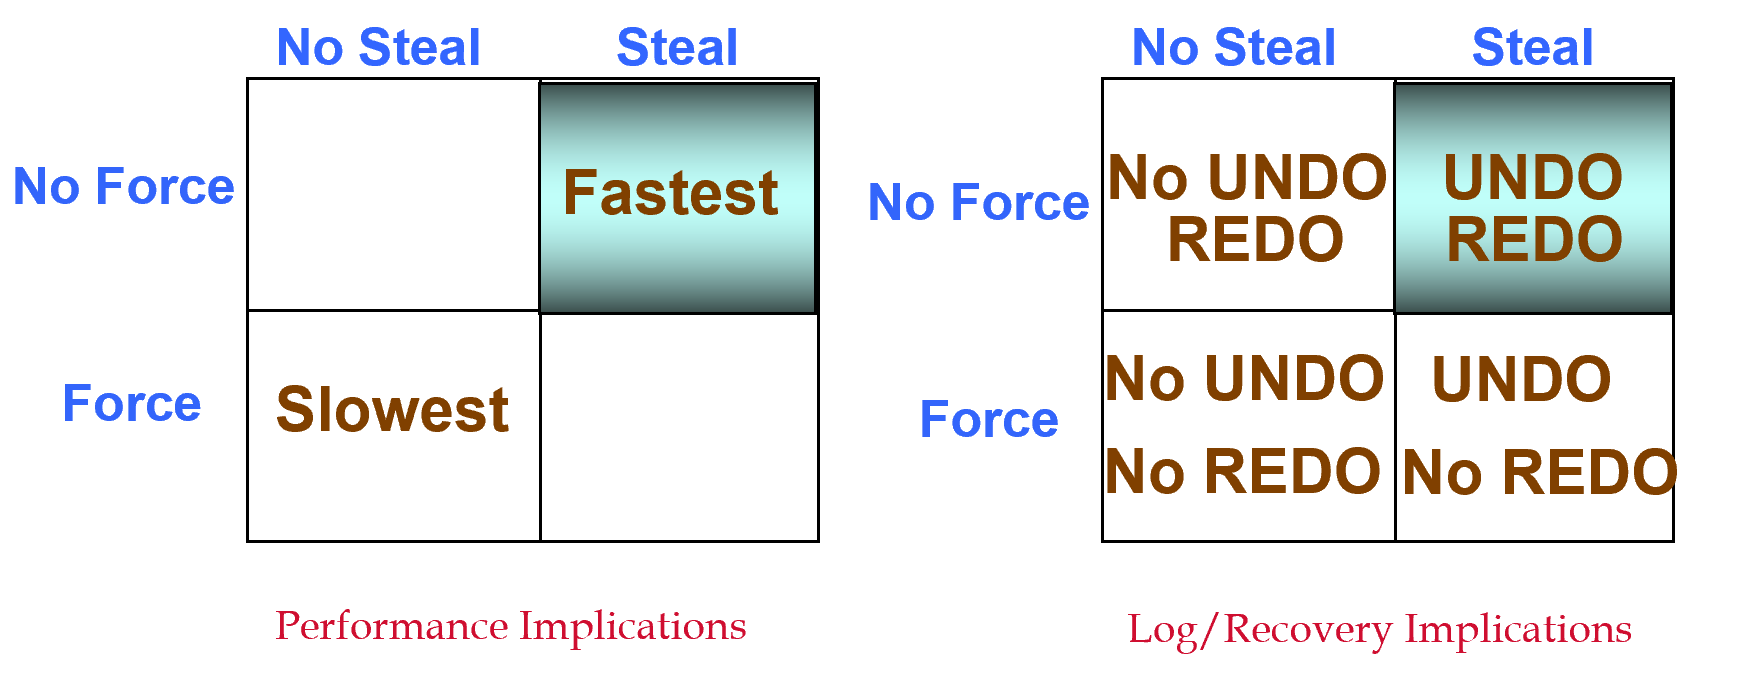 No Steal Steal
No Force
Fastest
Force
Slowest
Performance Implications
No Steal Steal
No Force
No UNDO
REDO
UNDO
REDO
Force
No UNDO
No REDO
UNDO
No REDO
Log/Recovery Implications